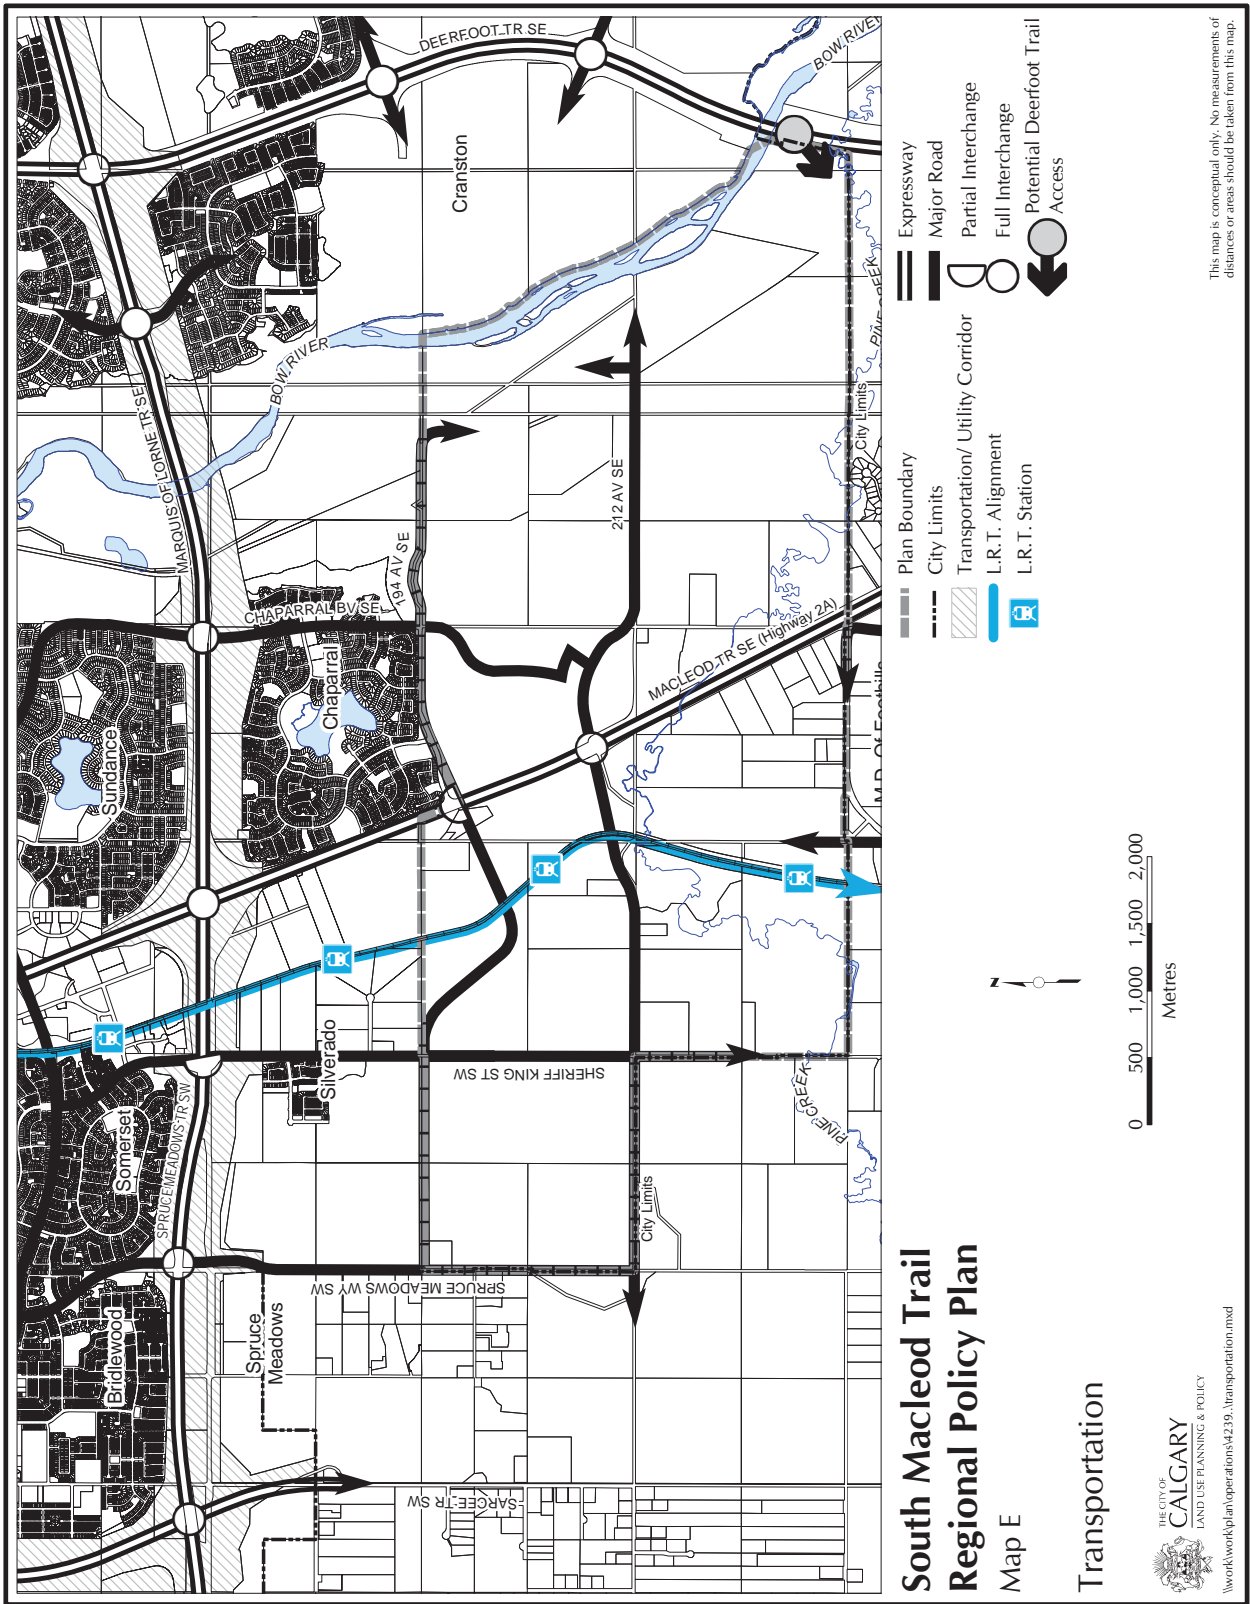 DEERFOOT TR SE
BOW RIVER
Cranston
BOW RIVER
MARQUIS OF LORNE TR SE
PINE CREEK
City Limits
212 AV SE
194 AV SE
CHAPARRAL BV SE
Chaparral
Sundance
MACLEOD TR SE (Highway 2A)
M.D. Of Foothills
Silverado
Somerset
SPRUCE MEADOWS TR SW
SHERIFF KING ST SW
PINE CREEK
City Limits
SPRUCE MEADOWS WY SW
Bridlewood
Spruce
Meadows
SARCEE TR SW
South Macleod Trail
Regional Policy Plan
Map E
Transportation
THE CITY OF
CALGARY
LAND USE PLANNING & POLICY
\\work\work\plan\operations\4239..\transportation.mxd
N
0 500 1,000 1,500 2,000
Metres
Plan Boundary
City Limits
Transportation/ Utility Corridor
L.R.T. Alignment
L.R.T. Station
Expressway
Major Road
Partial Interchange
Full Interchange
Potential Deerfoot Trail
Access
This map is conceptual only. No measurements of
distances or areas should be taken from this map.